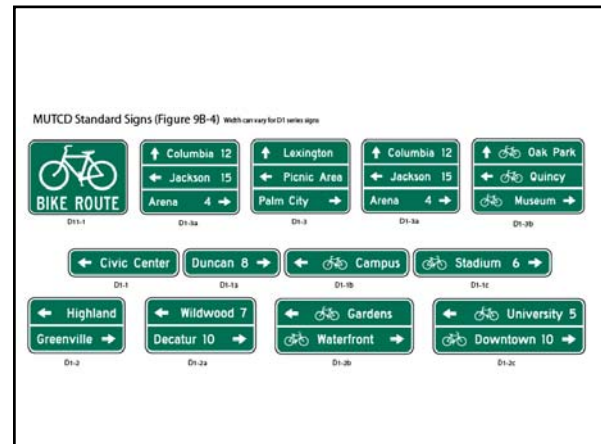 MUTCD Standard Signs (Figure 9B-4) Width can vary for D1 series signs
BIKE ROUTE
D11-1
Columbia 12
Jackson 15
Arena 4
D1-3a
Lexington
Picnic Area
Palm City
D1-3
Columbia 12
Jackson 15
Arena 4
D1-3a
Oak Park
Quincy
Museum
D1-3b
Civic Center
D1-1
Duncan 8
D1-1a
Campus
D1-1b
Stadium 6
D1-1c
Highland
Greenville
D1-2
Wildwood 7
Decatur 10
D1-2a
Gardens
Waterfront
D1-2b
University 5
Downtown 10
D1-2c